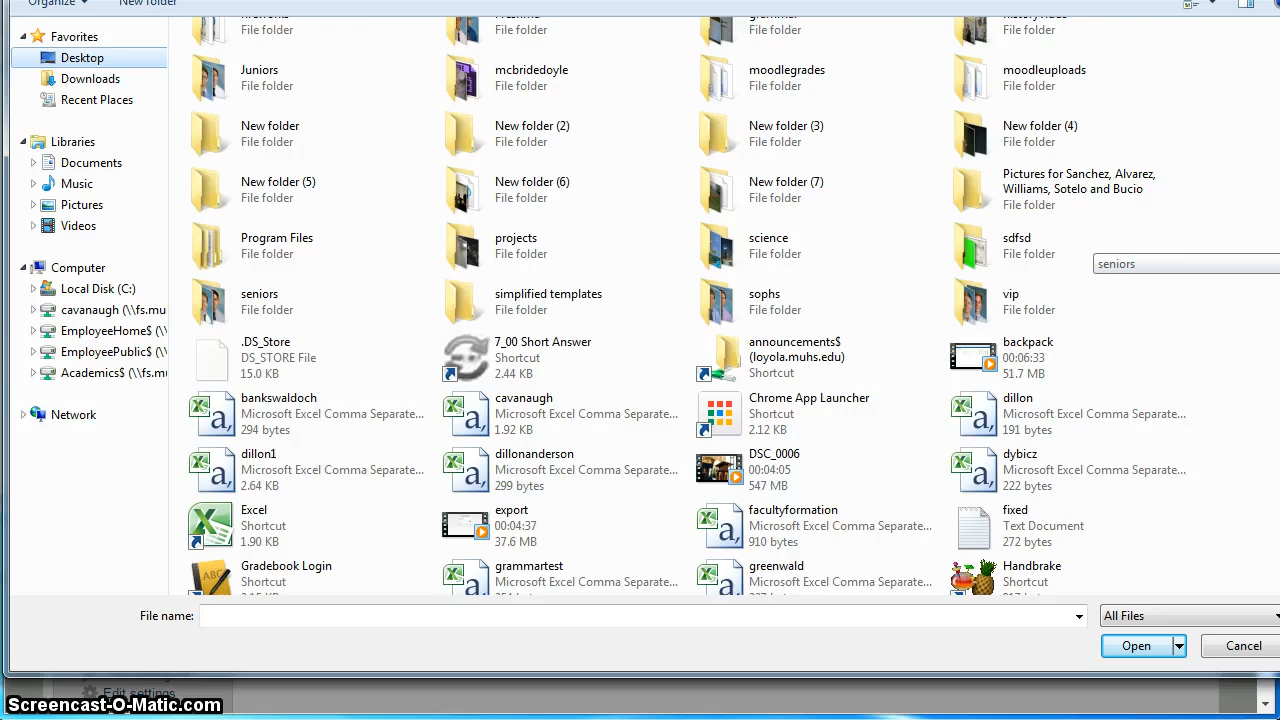 Organize
New folder
Favorites
Desktop
Downloads
Recent Places
Libraries
Documents
Music
Pictures
Videos
Computer
Local Disk (C:)
cavanaugh (\\fs.mu
EmployeeHome$ (\\
EmployeePublic$ (\\
Academics$ (\\fs.mu
Network
File folder
grammar
File folder
File folder
File folder
Juniors
File folder
mcbridedoyle
File folder
moodlegrades
File folder
moodleuploads
File folder
New folder
File folder
New folder (2)
File folder
New folder (3)
File folder
New folder (4)
File folder
New folder (5)
File folder
New folder (6)
File folder
New folder (7)
File folder
Pictures for Sanchez, Alvarez,
Williams, Sotelo and Bucio
File folder
Program Files
File folder
projects
File folder
science
File folder
sdfsd
File folder
seniors
seniors
File folder
simplified templates
File folder
sophs
File folder
vip
File folder
.DS_Store
DS_STORE File
15.0 KB
7_00 Short Answer
Shortcut
2.44 KB
announcements$
(loyola.muhs.edu)
Shortcut
backpack
00:06:33
51.7 MB
bankswaldoch
Microsoft Excel Comma Separate...
294 bytes
cavanaugh
Microsoft Excel Comma Separate...
1.92 KB
Chrome App Launcher
Shortcut
2.12 KB
dillon
Microsoft Excel Comma Separate...
191 bytes
dillon1
Microsoft Excel Comma Separate...
2.64 KB
dillonanderson
Microsoft Excel Comma Separate...
299 bytes
DSC_0006
00:04:05
547 MB
dybicz
Microsoft Excel Comma Separate...
222 bytes
Excel
Shortcut
1.90 KB
export
00:04:37
37.6 MB
facultyformation
Microsoft Excel Comma Separate...
910 bytes
fixed
Text Document
272 bytes
Gradebook Login
Shortcut
grammartest
Microsoft Excel Comma Separate...
greenwald
Microsoft Excel Comma Separate...
Handbrake
Shortcut
File name:
All Files
Open
Cancel
Edit settings
Screencast-O-Matic.com